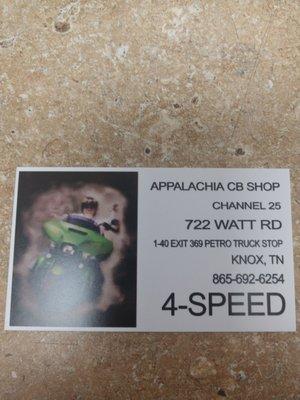 APPALACHIA CB SHOP
CHANNEL 25
722 WATT RD
1-40 EXIT 369 PETRO TRUCK STOP
KNOX, TN
865-692-6254
4-SPEED